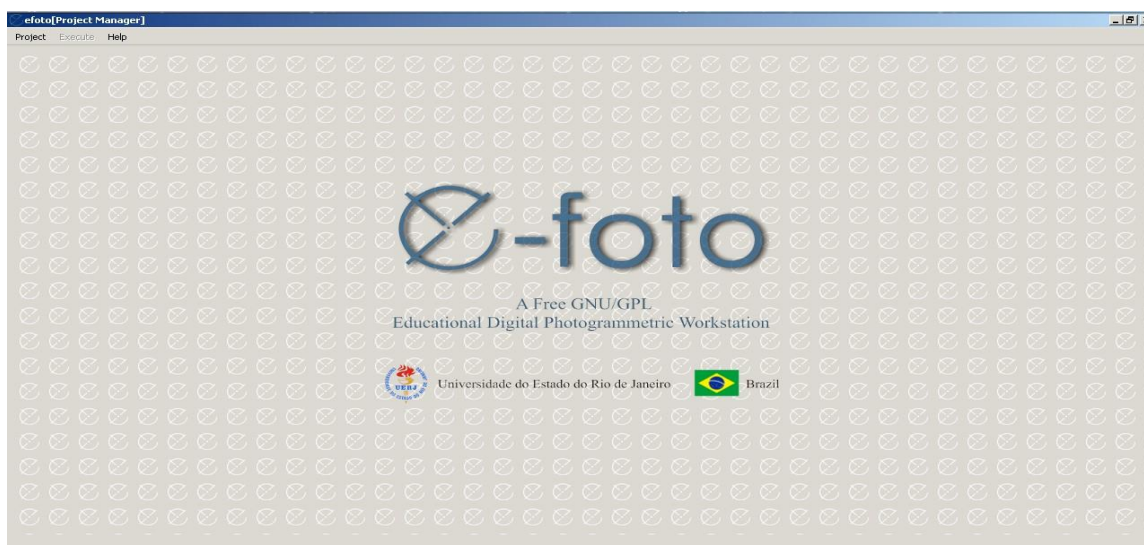 efoto[Project Manager]
Project Execute Help
e-foto
A Free GNU/GPL
Educational Digital Photogrammetric Workstation
UERJ
Universidade do Estado do Rio de Janeiro
Brazil